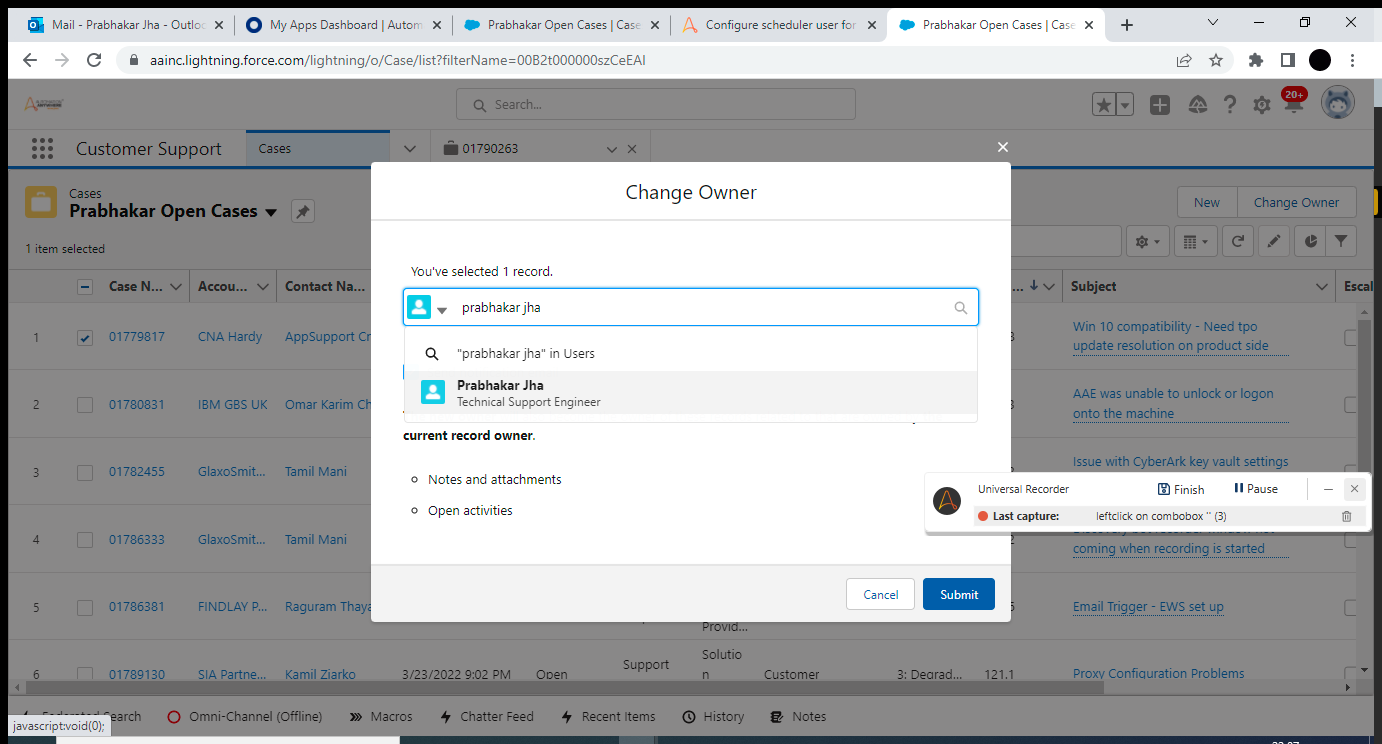 Mail - Prabhakar Jha - Outloo
My Apps Dashboard | Autom
Prabhakar Open Cases | Case
Configure scheduler user for
Prabhakar Open Cases | Case
aainc.lightning.force.com/lightning/o/Case/list?filterName=00B2t000000szCeEAI
Search...
20+
Customer Support
Cases
01790263
Cases
Prabhakar Open Cases
New
Change Owner
1 item selected
Case N...
Accou...
Contact Na...
...
Subject
Escal
1
01779817
CNA Hardy
AppSupport Cr
Win 10 compatibility - Need tpo
update resolution on product side
2
01780831
IBM GBS UK
Omar Karim Ch
AAE was unable to unlock or logon
onto the machine
3
01782455
GlaxoSmit...
Tamil Mani
Issue with CyberArk key vault settings
4
01786333
GlaxoSmit...
Tamil Mani
coming when recording is started
5
01786381
FINDLAY P...
Raguram Thaya
Provid...
Email Trigger - EWS set up
6
01789130
SIA Partne...
Kamil Ziarko
3/23/2022 9:02 PM
Open
Support
Solutio
n
Customer
3: Degrad...
121.1
Proxy Configuration Problems
Change Owner
You've selected 1 record.
prabhakar jha
"prabhakar jha" in Users
Prabhakar Jha
Technical Support Engineer
current record owner.
Notes and attachments
Open activities
Cancel
Submit
Universal Recorder
Finish
Pause
Last capture:
leftclick on combobox '' (3)
Search
Omni-Channel (Offline)
Macros
Chatter Feed
Recent Items
History
Notes
javascript:void(0);